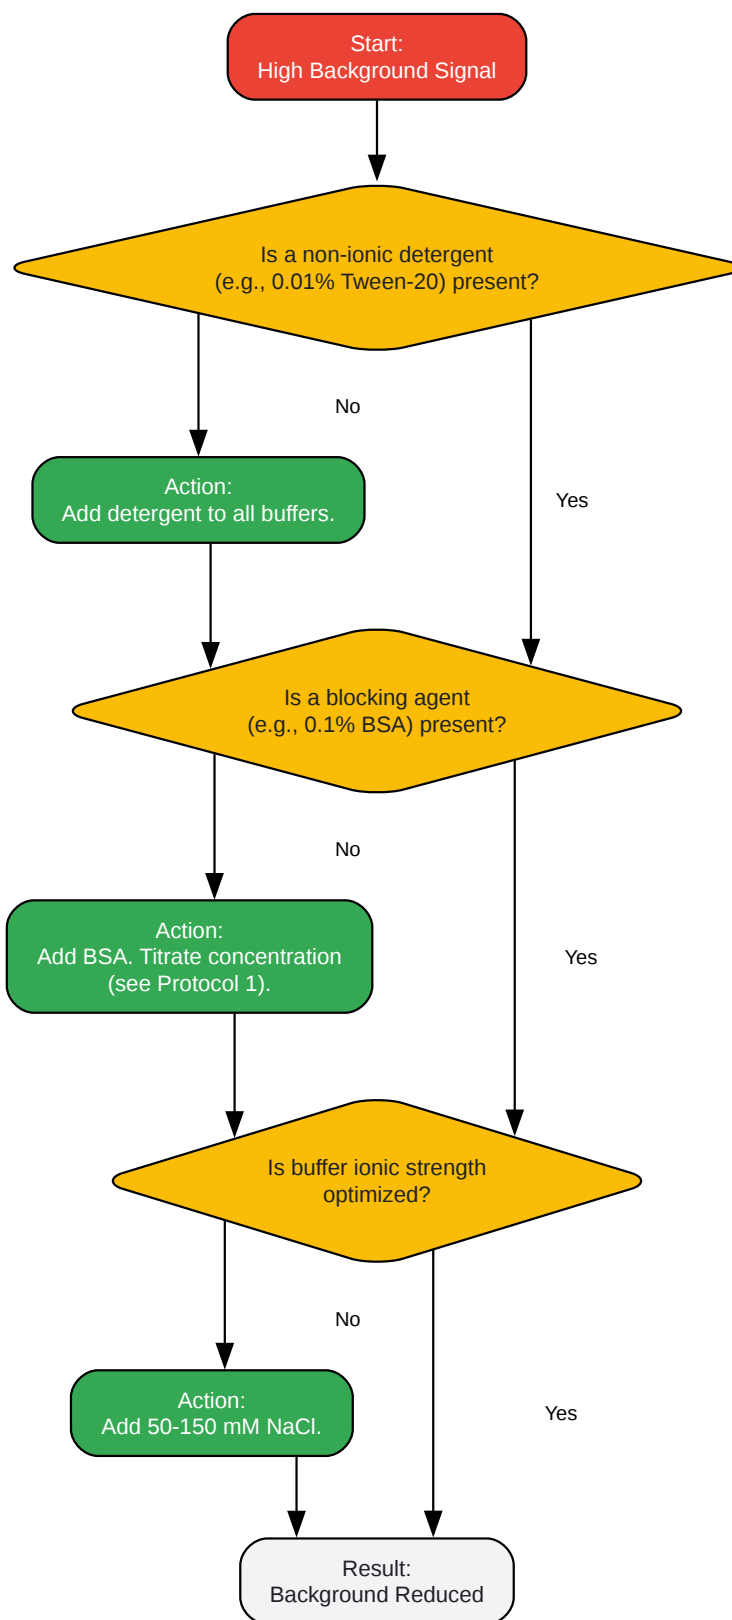 Start:
High Background Signal
Is a non-ionic detergent
(e.g., 0.01% Tween-20) present?
No
Action:
Add detergent to all buffers.
Yes
Is a blocking agent
(e.g., 0.1% BSA) present?
No
Action:
Add BSA. Titrate concentration
(see Protocol 1).
Yes
Is buffer ionic strength
optimized?
No
Action:
Add 50-150 mM NaCl.
Yes
Result:
Background Reduced